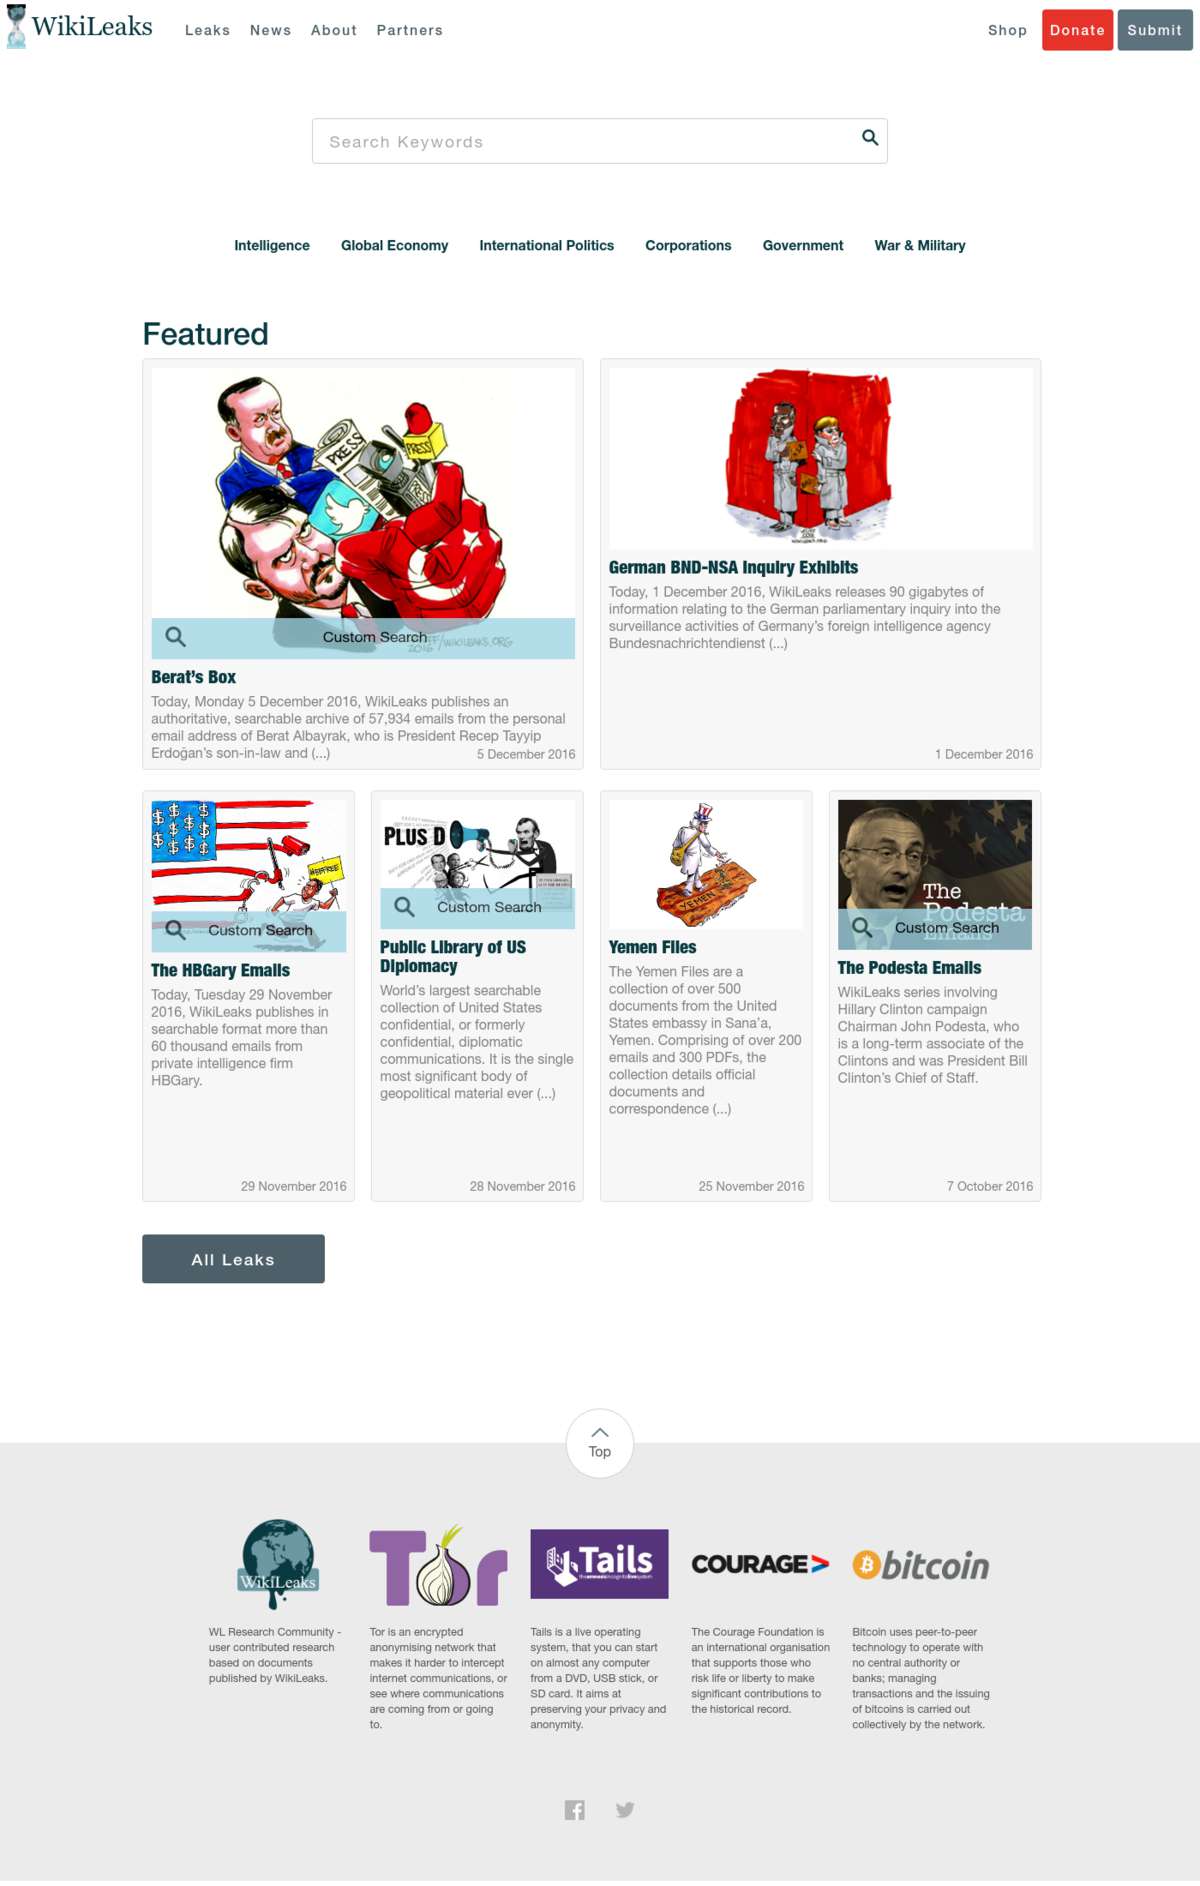 WikiLeaks
Leaks News About Partners
Shop Donate Submit
Search Keywords
Intelligence Global Economy International Politics Corporations Government War & Military
Featured
PRESS
PRESS
PRESS
Custom Search
2016 /WIKILEAKS.ORG
Berat's Box
Today, Monday 5 December 2016, WikiLeaks publishes an
authoritative, searchable archive of 57,934 emails from the personal
email address of Berat Albayrak, who is President Recep Tayyip
Erdoğan's son-in-law and (...)
5 December 2016
German BND-NSA Inquiry Exhibits
Today, 1 December 2016, WikiLeaks releases 90 gigabytes of
information relating to the German parliamentary inquiry into the
surveillance activities of Germany's foreign intelligence agency
Bundesnachrichtendienst (...)
1 December 2016
$ $ $ $ $ $ $ $ $
Custom Search
The HBGary Emails
Today, Tuesday 29 November
2016, WikiLeaks publishes in
searchable format more than
60 thousand emails from
private intelligence firm
HBGary.
29 November 2016
PLUS D
Custom Search
Public Library of US
Diplomacy
World's largest searchable
collection of United States
confidential, or formerly
confidential, diplomatic
communications. It is the single
most significant body of
geopolitical material ever (...)
28 November 2016
YEMEN
Yemen Files
The Yemen Files are a
collection of over 500
documents from the United
States embassy in Sana'a,
Yemen. Comprising of over 200
emails and 300 PDFs, the
collection details official
documents and
correspondence (...)
25 November 2016
The
Podesta
Emails
Custom Search
The Podesta Emails
WikiLeaks series involving
Hillary Clinton campaign
Chairman John Podesta, who
is a long-term associate of the
Clintons and was President Bill
Clinton's Chief of Staff.
7 October 2016
All Leaks
Top
WikiLeaks
WL Research Community -
user contributed research
based on documents
published by WikiLeaks.
Tor
Tor is an encrypted
anonymising network that
makes it harder to intercept
internet communications, or
see where communications
are coming from or going
to.
Tails
theamnesicincognitolivesystem
Tails is a live operating
system, that you can start
on almost any computer
from a DVD, USB stick, or
SD card. It aims at
preserving your privacy and
anonymity.
COURAGE
The Courage Foundation is
an international organisation
that supports those who
risk life or liberty to make
significant contributions to
the historical record.
bitcoin
Bitcoin uses peer-to-peer
technology to operate with
no central authority or
banks; managing
transactions and the issuing
of bitcoins is carried out
collectively by the network.